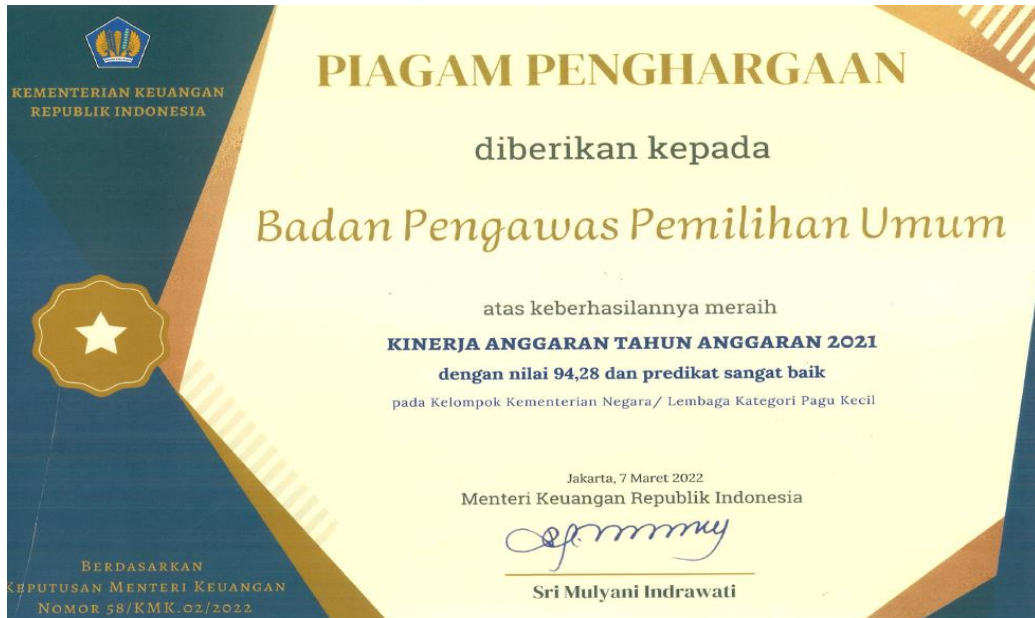 KEMENTERIAN KEUANGAN
REPUBLIK INDONESIA
PIAGAM PENGHARGAAN
diberikan kepada
Badan Pengawas Pemilihan Umum
atas keberhasilannya meraih
KINERJA ANGGARAN TAHUN ANGGARAN 2021
dengan nilai 94,28 dan predikat sangat baik
pada Kelompok Kementerian Negara/ Lembaga Kategori Pagu Kecil
Jakarta, 7 Maret 2022
Menteri Keuangan Republik Indonesia
Sri Mulyani Indrawati
BERDASARKAN
KEPUTUSAN MENTERI KEUANGAN
NOMOR 58/KMK.02/2022